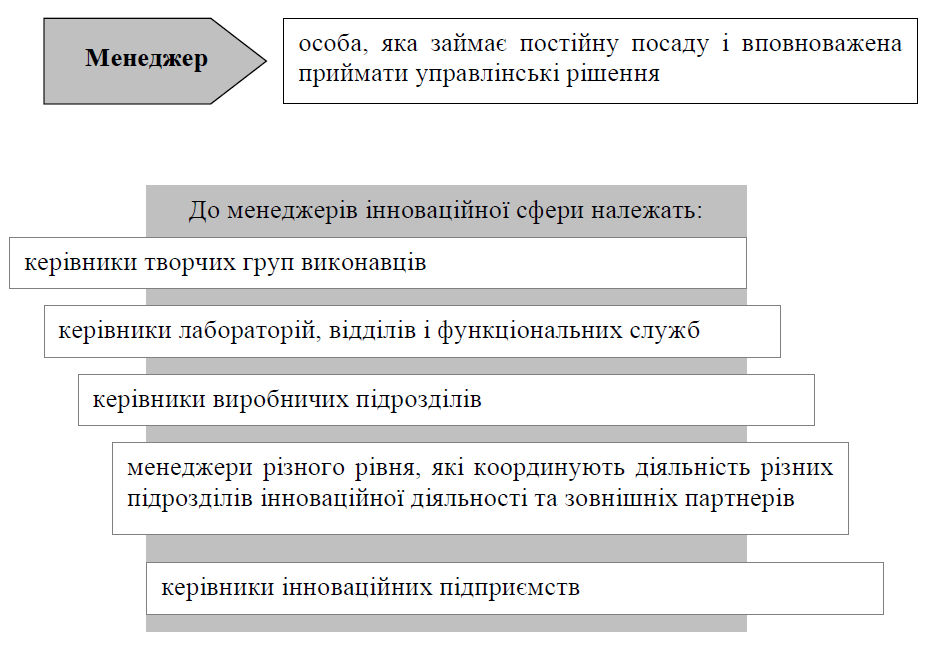 Менеджер
особа, яка займає постійну посаду і вповноважена
приймати управлінські рішення
До менеджерів інноваційної сфери належать:
керівники творчих груп виконавців
керівники лабораторій, відділів і функціональних служб
керівники виробничих підрозділів
менеджери різного рівня, які координують діяльність різних
підрозділів інноваційної діяльності та зовнішніх партнерів
керівники інноваційних підприємств